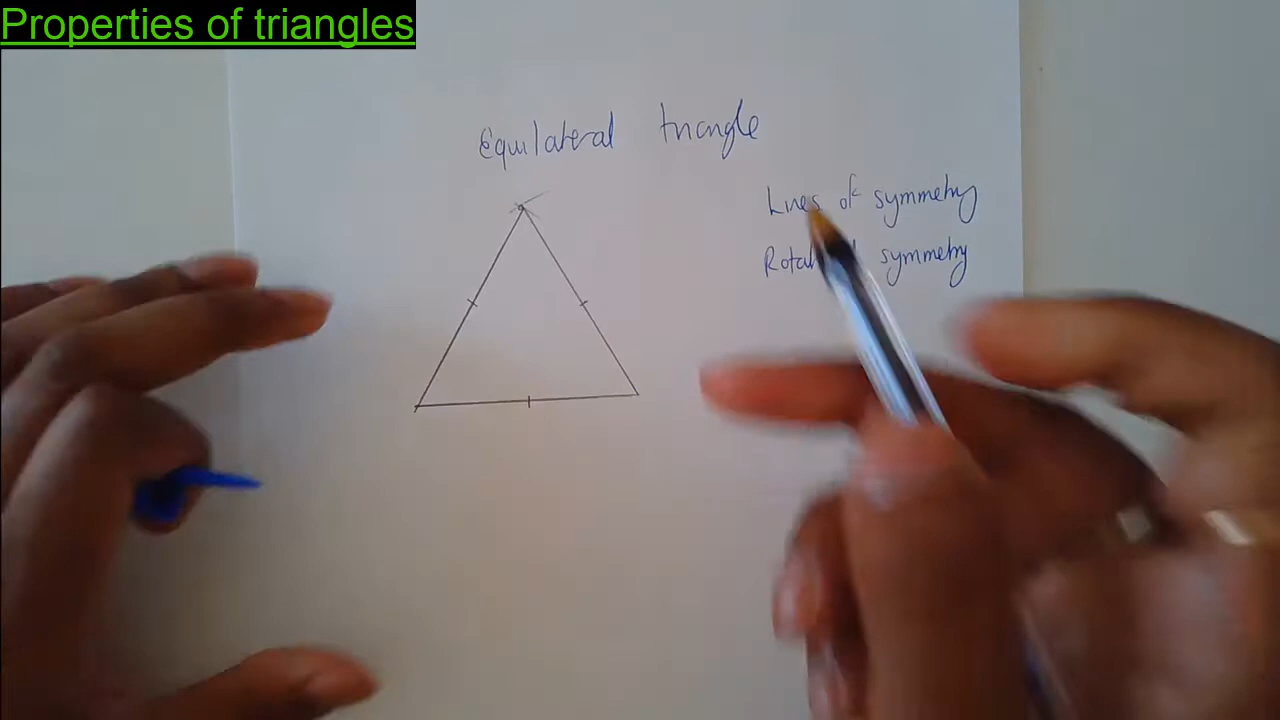 Properties of triangles
Equilateral triangle
Lines of symmetry
symmetry